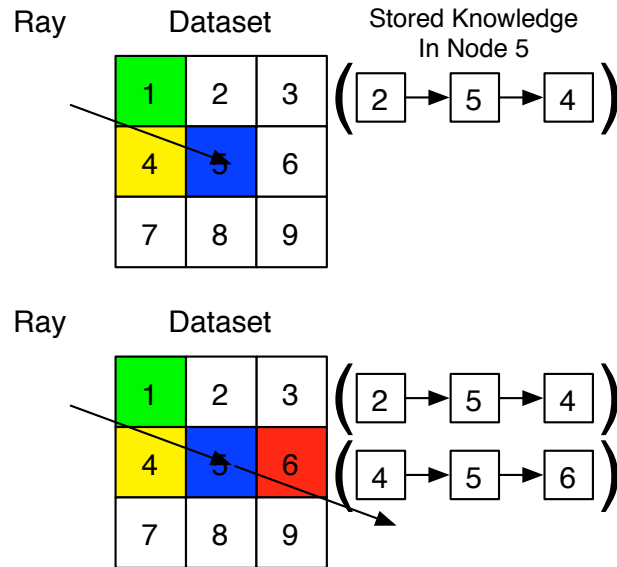 Ray Dataset Stored Knowledge
In Node 5
1 2 3 ( 2 5 4 )
4 5 6
7 8 9
Ray Dataset
1 2 3 ( 2 5 4 )
4 5 6 ( 4 5 6 )
7 8 9